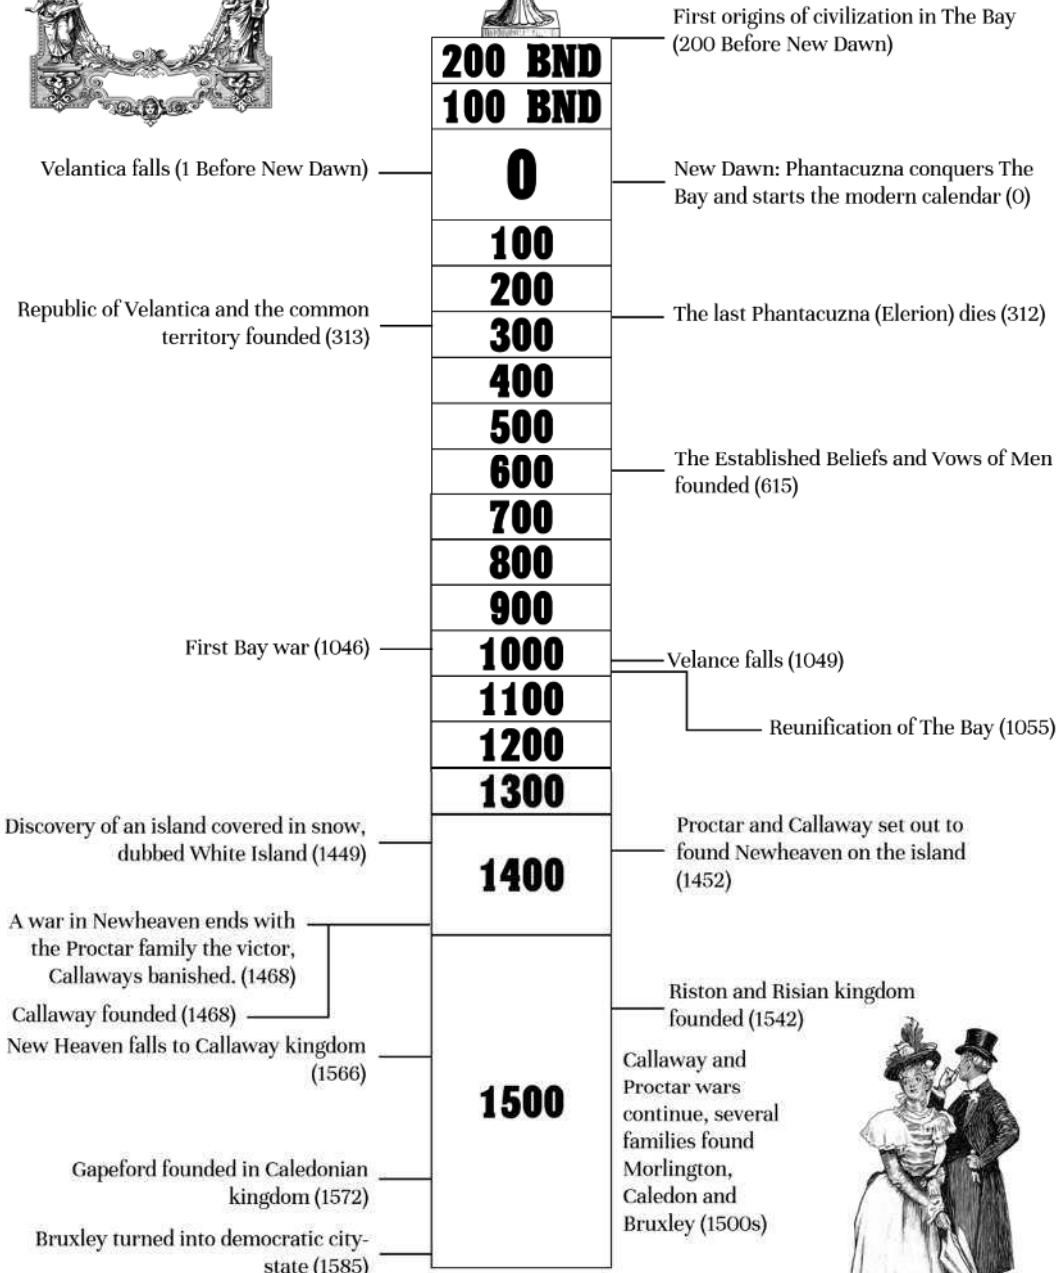 First origins of civilization in The Bay
(200 Before New Dawn)
200 BND
100 BND
Velantica falls (1 Before New Dawn)
0
New Dawn: Phantacuzna conquers The
Bay and starts the modern calendar (0)
100
200
Republic of Velantica and the common
territory founded (313)
The last Phantacuzna (Elerion) dies (312)
300
400
500
600
The Established Beliefs and Vows of Men
founded (615)
700
800
900
First Bay war (1046)
1000
Velance falls (1049)
1100
Reunification of The Bay (1055)
1200
1300
Discovery of an island covered in snow,
dubbed White Island (1449)
1400
Proctar and Callaway set out to
found Newheaven on the island
(1452)
A war in Newheaven ends with
the Proctar family the victor,
Callaways banished. (1468)
Callaway founded (1468)
Riston and Risian kingdom
founded (1542)
New Heaven falls to Callaway kingdom
(1566)
1500
Callaway and
Proctar wars
continue, several
families found
Morlington,
Caledon and
Bruxley (1500s)
Gapeford founded in Caledonian
kingdom (1572)
Bruxley turned into democratic city-
state (1585)